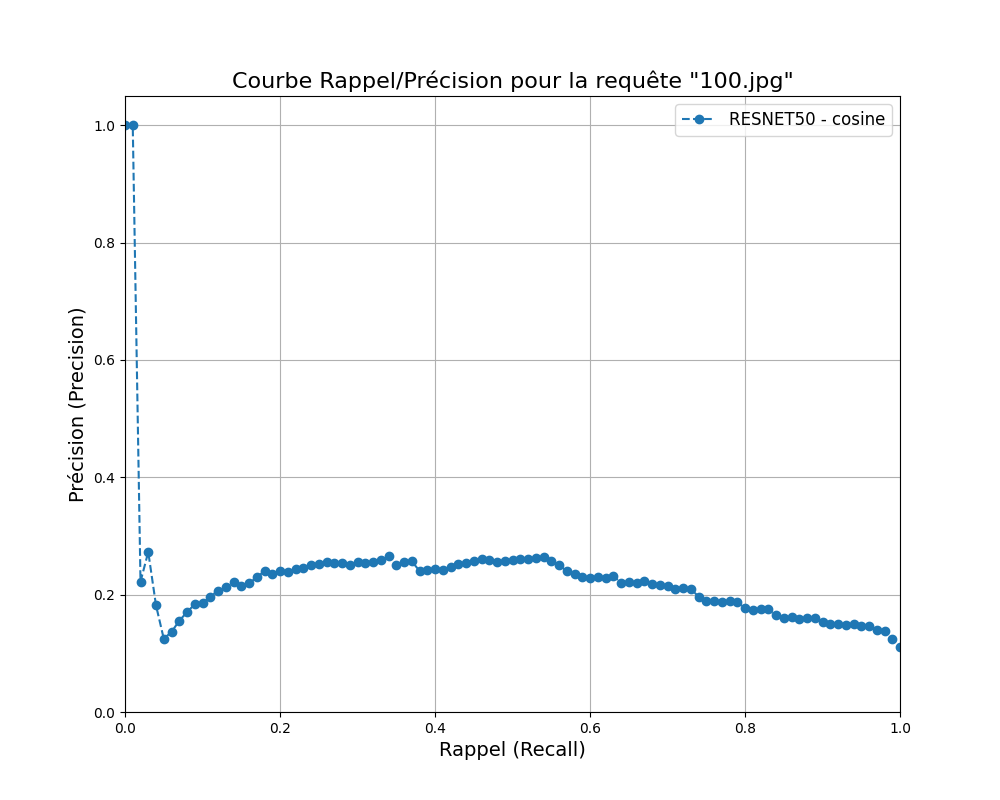 Courbe Rappel/Précision pour la requête "100.jpg"
RESNET50 - cosine
Précision (Precision)
1.0
0.8
0.6
0.4
0.2
0.0
0.0 0.2 0.4 0.6 0.8 1.0
Rappel (Recall)